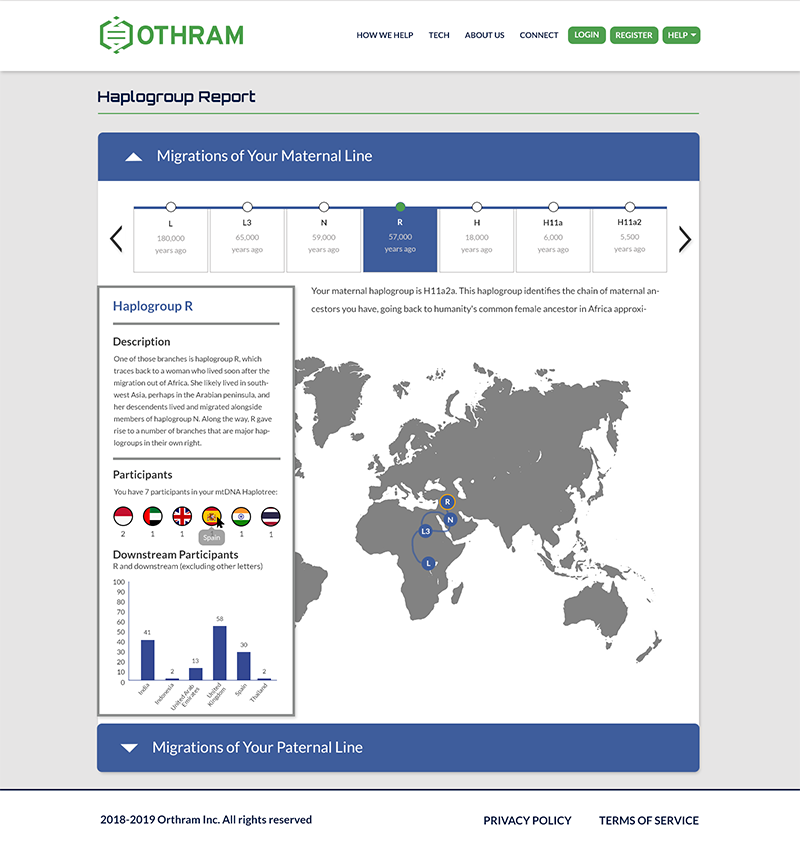 OTHRAM
HOW WE HELP TECH ABOUT US CONNECT LOGIN REGISTER HELP
Haplogroup Report
Migrations of Your Maternal Line
L L3 N R H H11a H11a2
180,000 65,000 59,000 57,000 18,000 6,000 5,500
years ago years ago years ago years ago years ago years ago years ago
Your maternal haplogroup is H11a2a. This haplogroup identifies the chain of maternal an-
cestors you have, going back to humanity's common female ancestor in Africa approxi-
Haplogroup R
Description
One of those branches is haplogroup R, which
traces back to a woman who lived soon after the
migration out of Africa. She likely lived in south-
west Asia, perhaps in the Arabian peninsula, and
her descendents lived and migrated alongside
members of haplogroup N. Along the way, R gave
rise to a number of branches that are major hap-
logroups in their own right.
Participants
You have 7 participants in your mtDNA Haplotree:
2 1 1 1 1
Spain
Downstream Participants
R and downstream (excluding other letters)
100
90
80
70
60
50
40
30
20
10
0
41 2 13 58 30 2
India
Indonesia
United Arab
Emirates
United
Kingdom
Spain
Thailand
R
N
L3
L
Migrations of Your Paternal Line
2018-2019 Orthram Inc. All rights reserved PRIVACY POLICY TERMS OF SERVICE